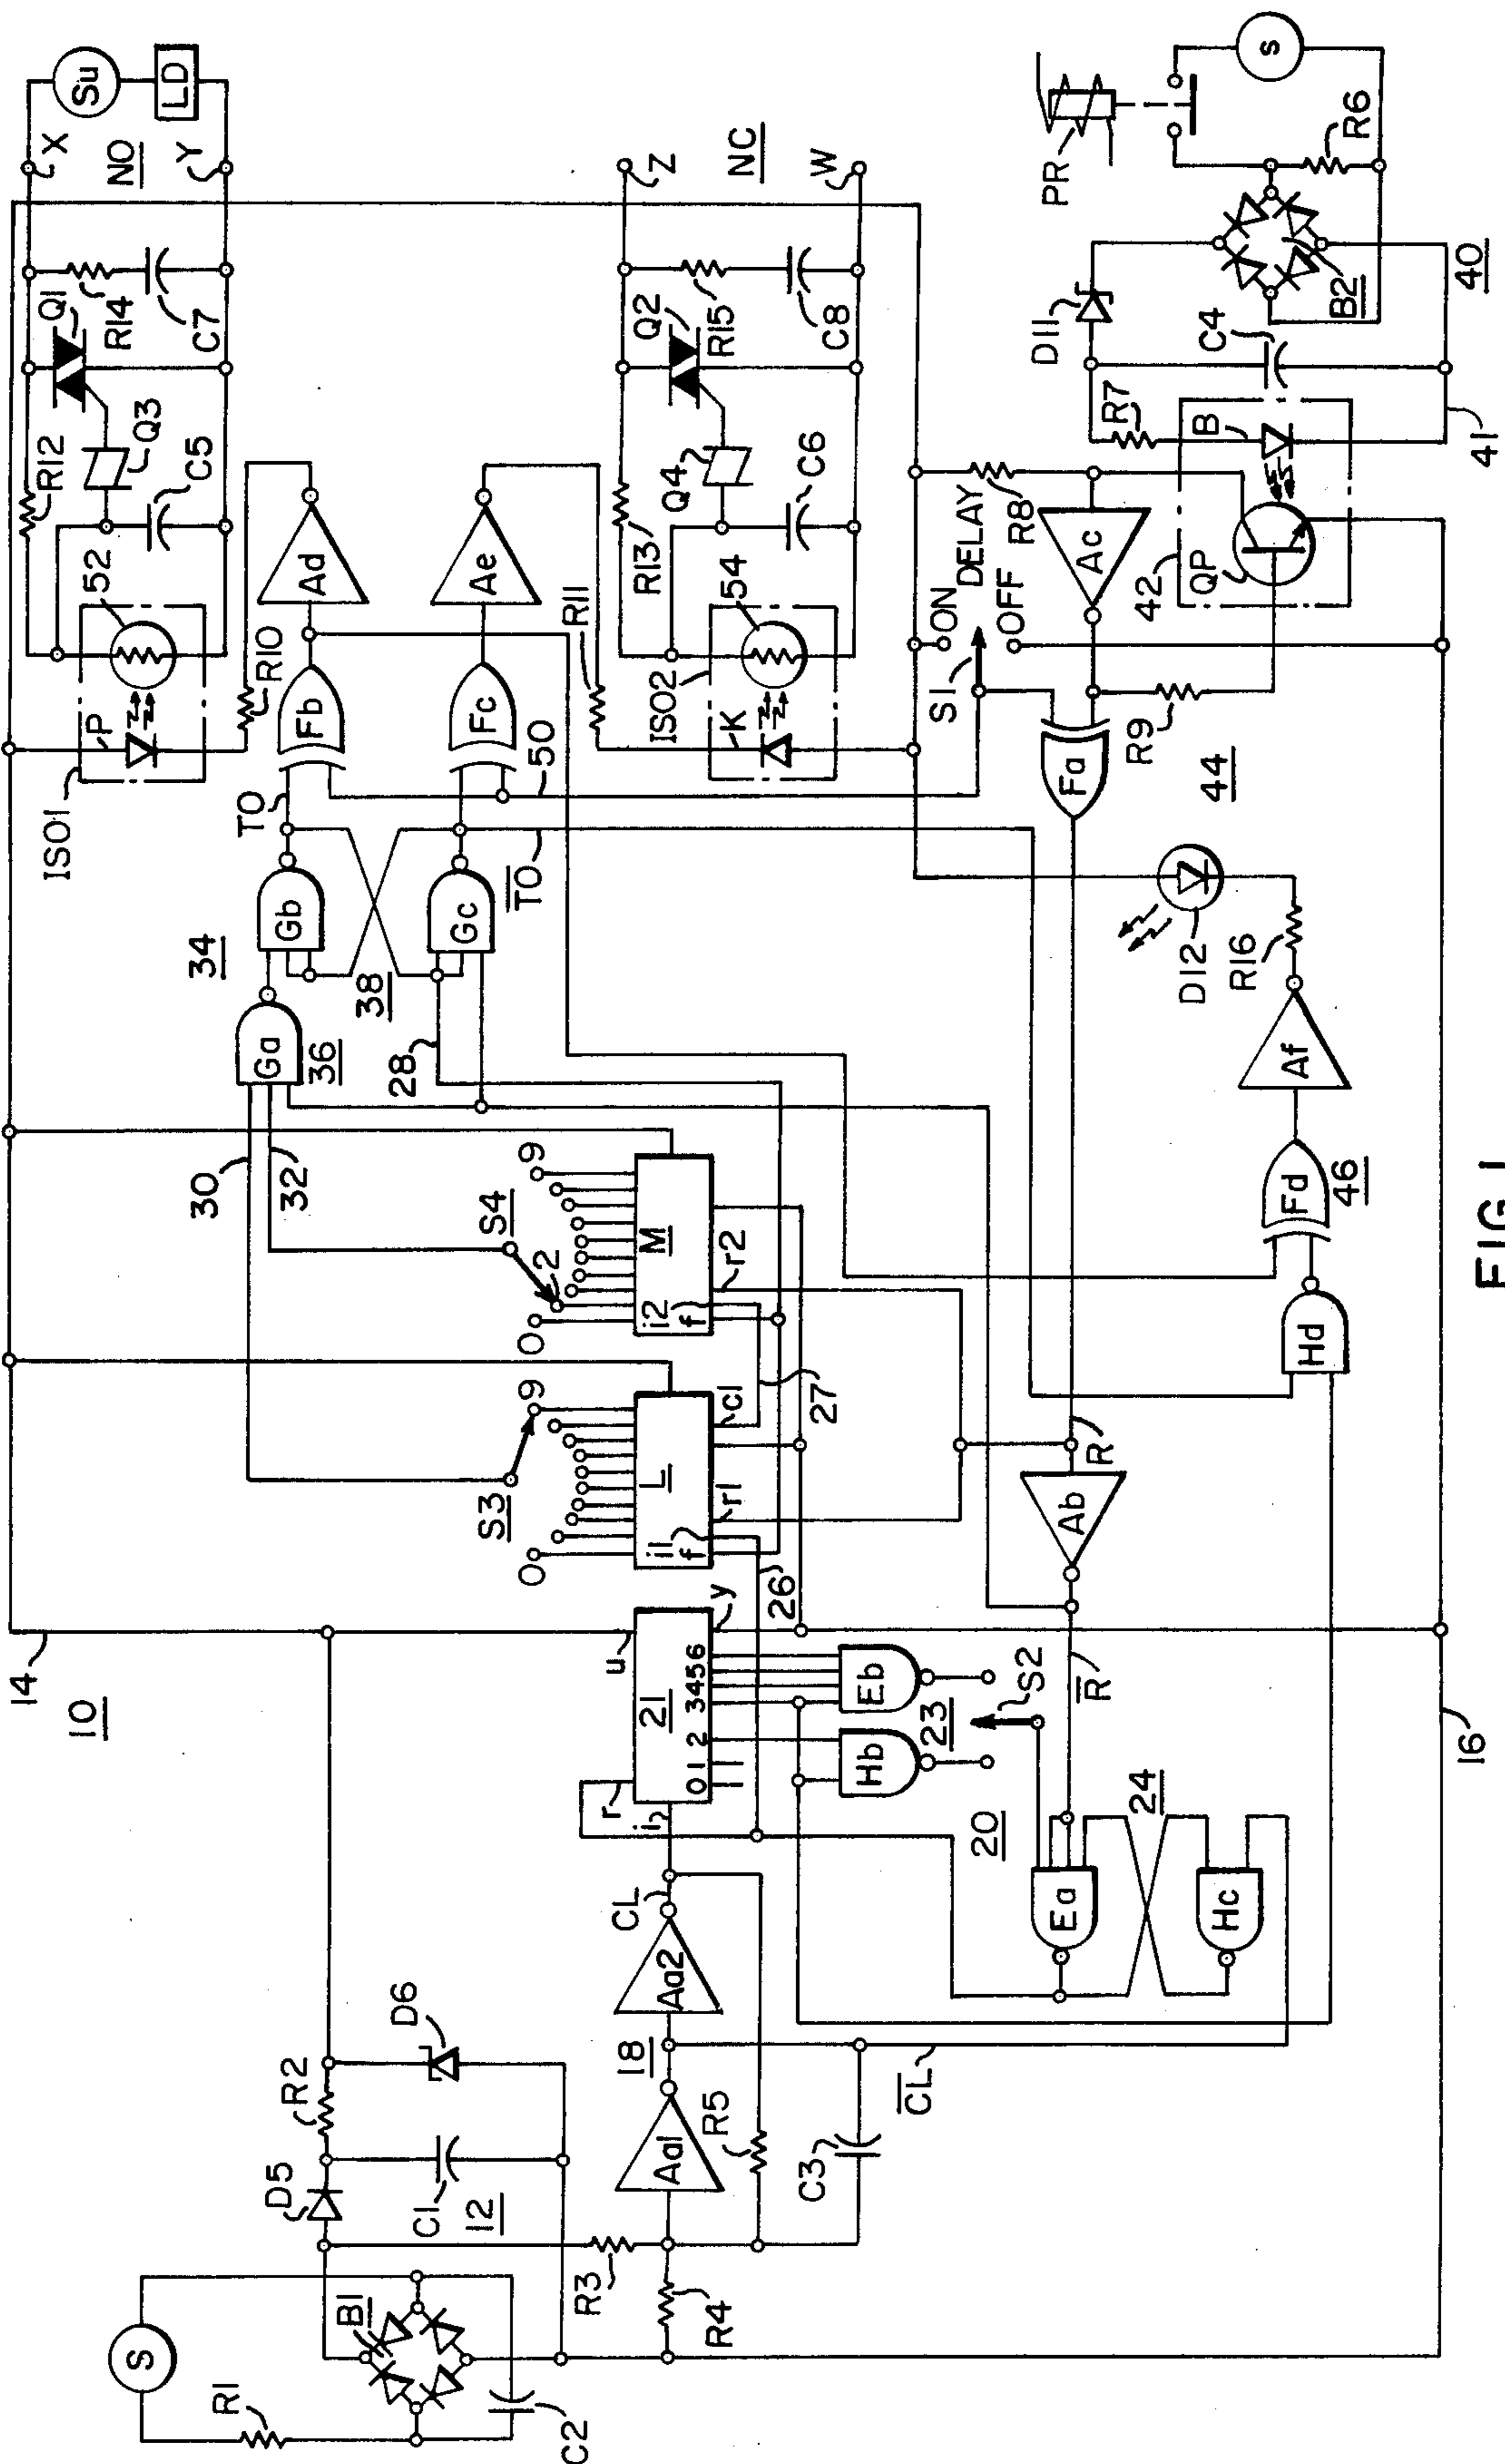 FIG.1
10
14
S
R1
B1
C2
D5
C1
12
R2
D6
R3
R4
Aa1
18
Aa2
CL
R5
C3
C̅L̅
r
i
u
21
y
0 1 2 3 4 5 6
Hb
Eb
23
20
S2
R̅
Ea
24
Hc
16
26
27
S3
0
9
i1
f
L
r1
c1
S4
0
2
9
i2
f
M
r2
30
32
28
Ga
36
34
38
Gb
Gc
TO
T̅O̅
50
Fb
Fc
Ad
Ae
R10
R11
ISO1
P
52
R12
C5
Q3
Q1
R14
C7
X
NO
Y
Su
LD
ISO2
K
54
R13
C6
Q4
Q2
R15
C8
Z
NC
W
Ab
R
Hd
Fd
46
Af
R16
D12
Fa
44
R9
S1
ON
DELAY
OFF
Ac
R8
42
QP
B
R7
D11
C4
41
B2
40
R6
PR
s